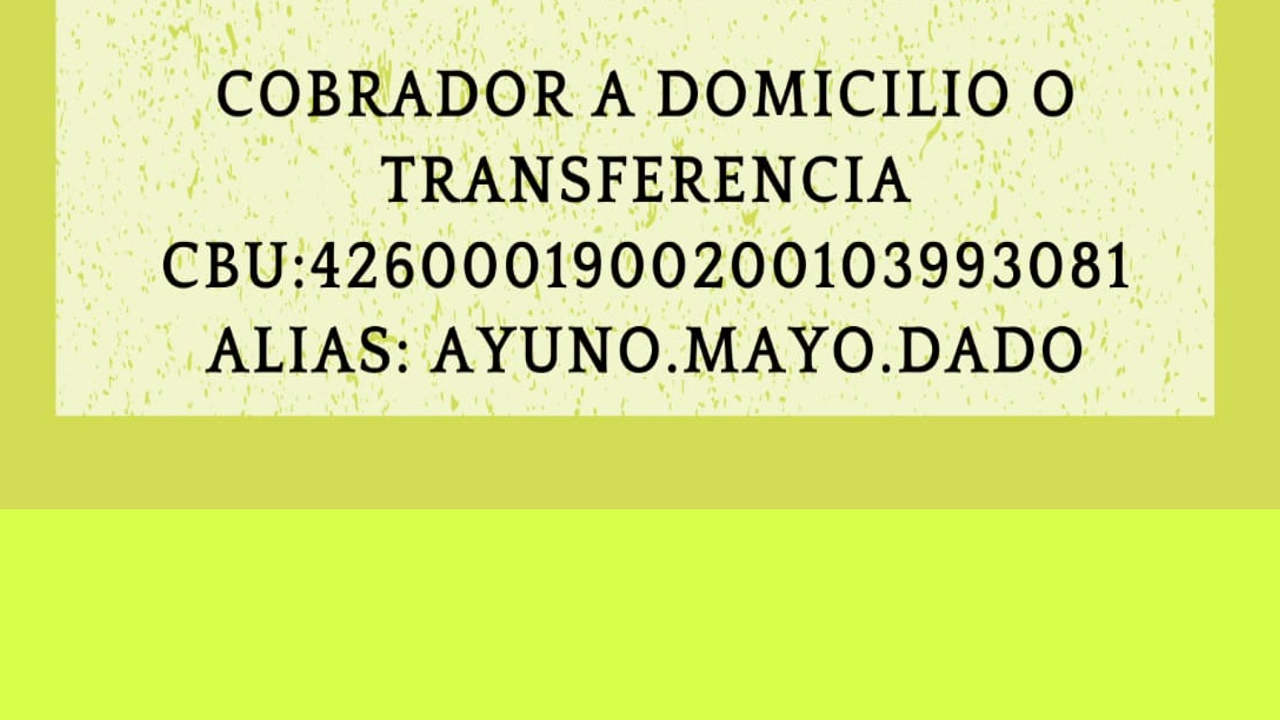 COBRADOR A DOMICILIO O
TRANSFERENCIA
CBU:4260001900200103993081
ALIAS: AYUNO.MAYO.DADO